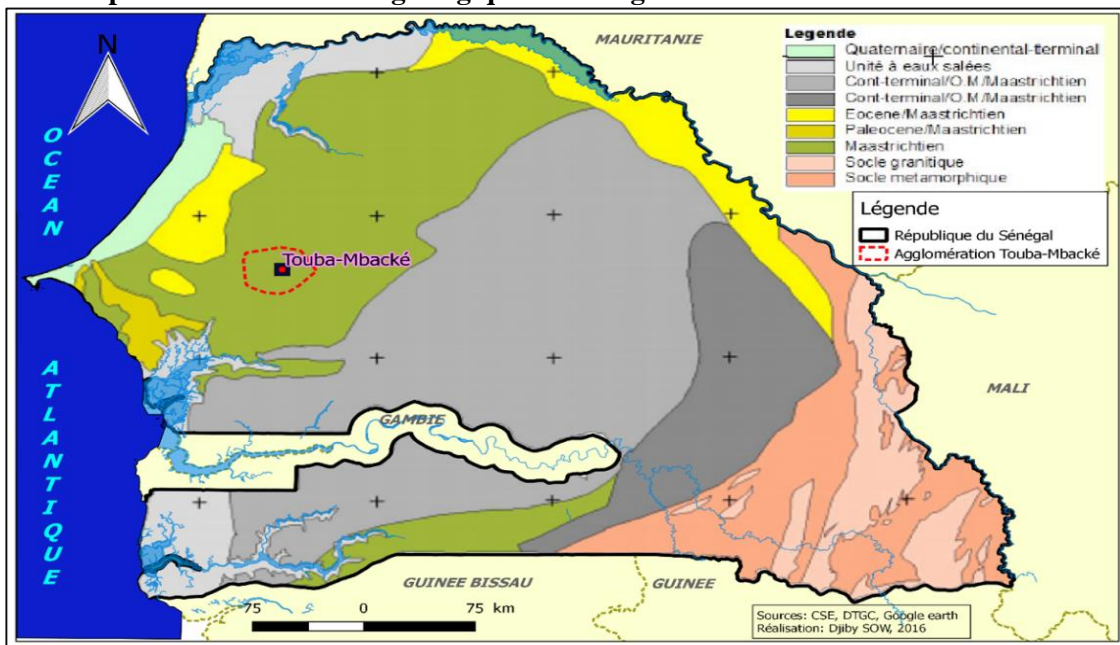 N
MAURITANIE
OCEAN
ATLANTIQUE
Touba-Mbacké
GAMBIE
MALI
GUINEE BISSAU
GUINEE
Legende
Quaternaire/continental-terminal
Unité à eaux salées
Cont-terminal/O.M/Maastrichtien
Cont-terminal/O.M/Maastrichtien
Eocene/Maastrichtien
Paleocene/Maastrichtien
Maastrichtien
Socle granitique
Socle metamorphique
Légende
République du Sénégal
Agglomération Touba-Mbacké
75 0 75 km
Sources: CSE, DTGC, Google earth
Réalisation: Djiby SOW, 2016